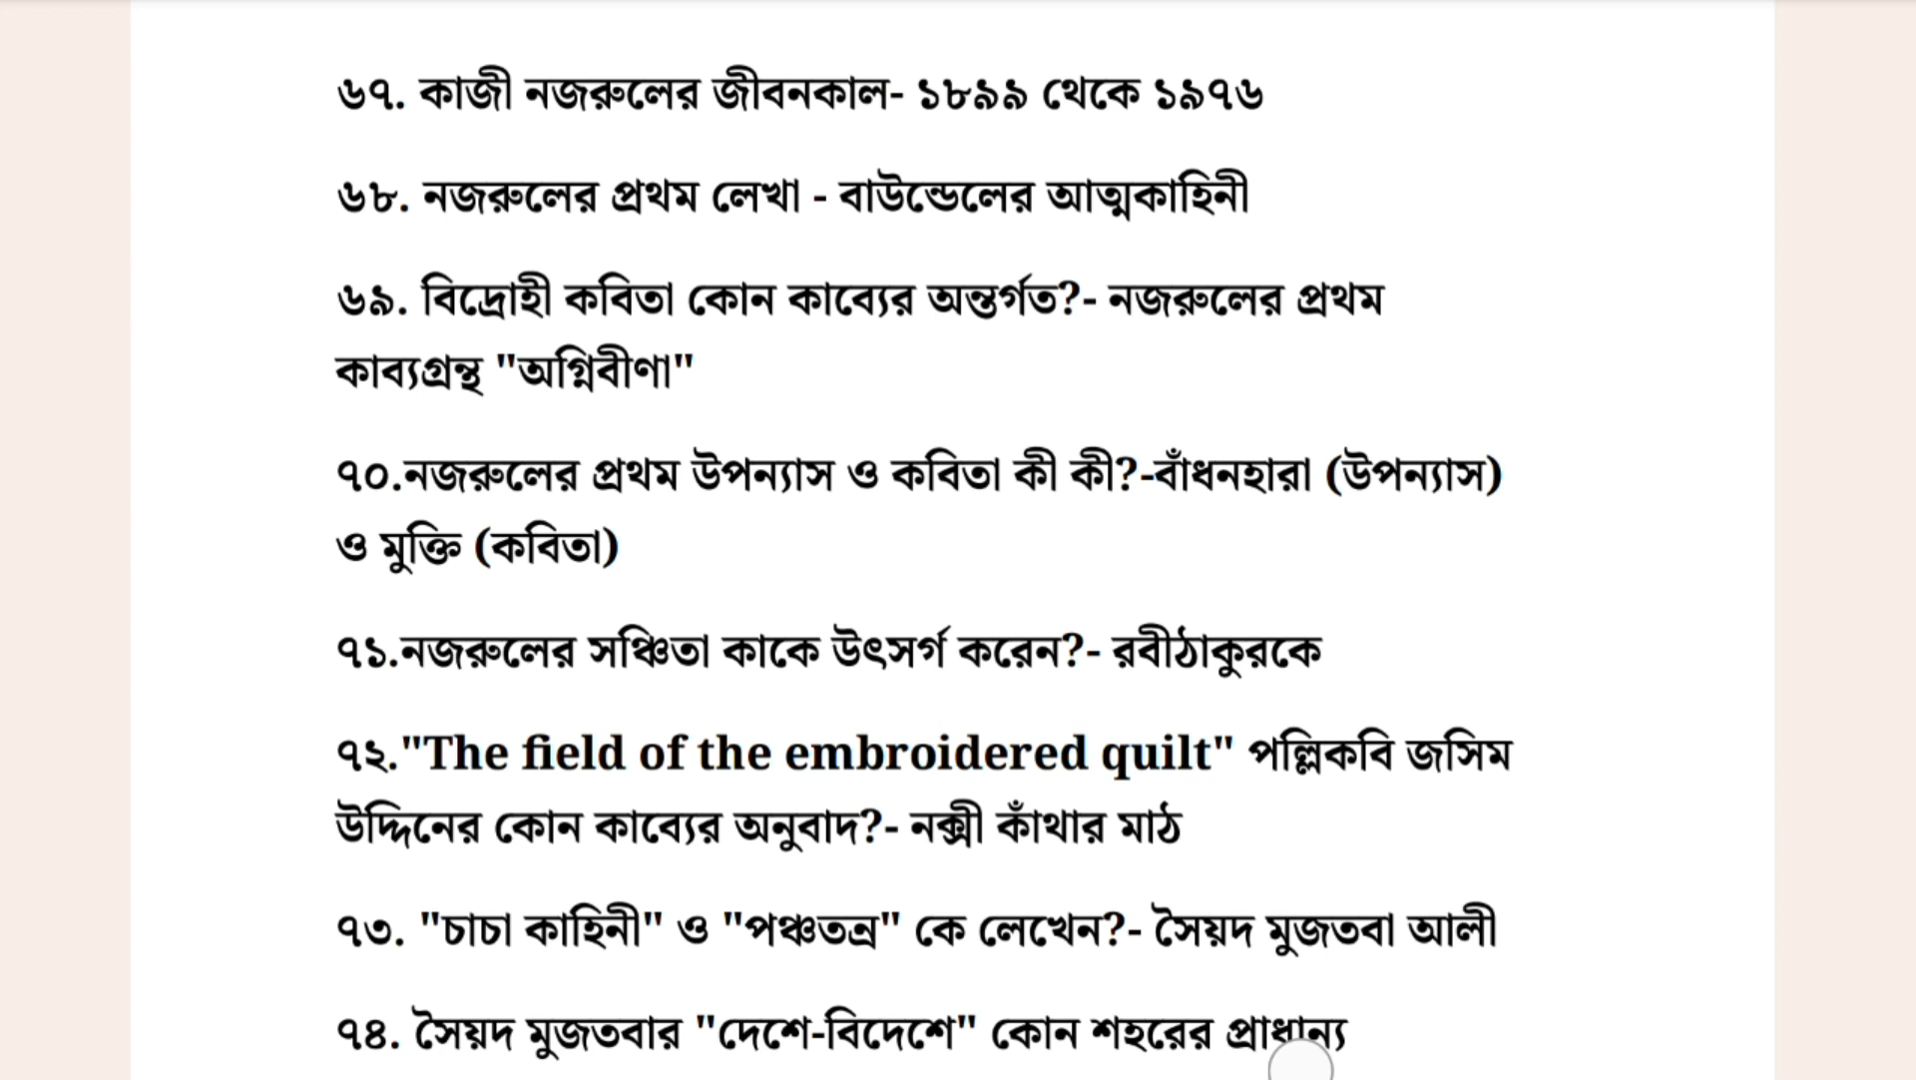 ৬৭. কাজী নজরুলের জীবনকাল- ১৮৯৯ থেকে ১৯৭৬
৬৮. নজরুলের প্রথম লেখা - বাউন্ডেলের আত্মকাহিনী
৬৯. বিদ্রোহী কবিতা কোন কাব্যের অন্তর্গত?- নজরুলের প্রথম
কাব্যগ্রন্থ "অগ্নিবীণা"
৭০.নজরুলের প্রথম উপন্যাস ও কবিতা কী কী?-বাঁধনহারা (উপন্যাস)
ও মুক্তি (কবিতা)
৭১.নজরুলের সঞ্চিতা কাকে উৎসর্গ করেন?- রবীঠাকুরকে
৭২."The field of the embroidered quilt" পল্লিকবি জসিম
উদ্দিনের কোন কাব্যের অনুবাদ?- নক্সী কাঁথার মাঠ
৭৩. "চাচা কাহিনী" ও "পঞ্চতন্র" কে লেখেন?- সৈয়দ মুজতবা আলী
৭৪. সৈয়দ মুজতবার "দেশে-বিদেশে" কোন শহরের প্রাধান্য